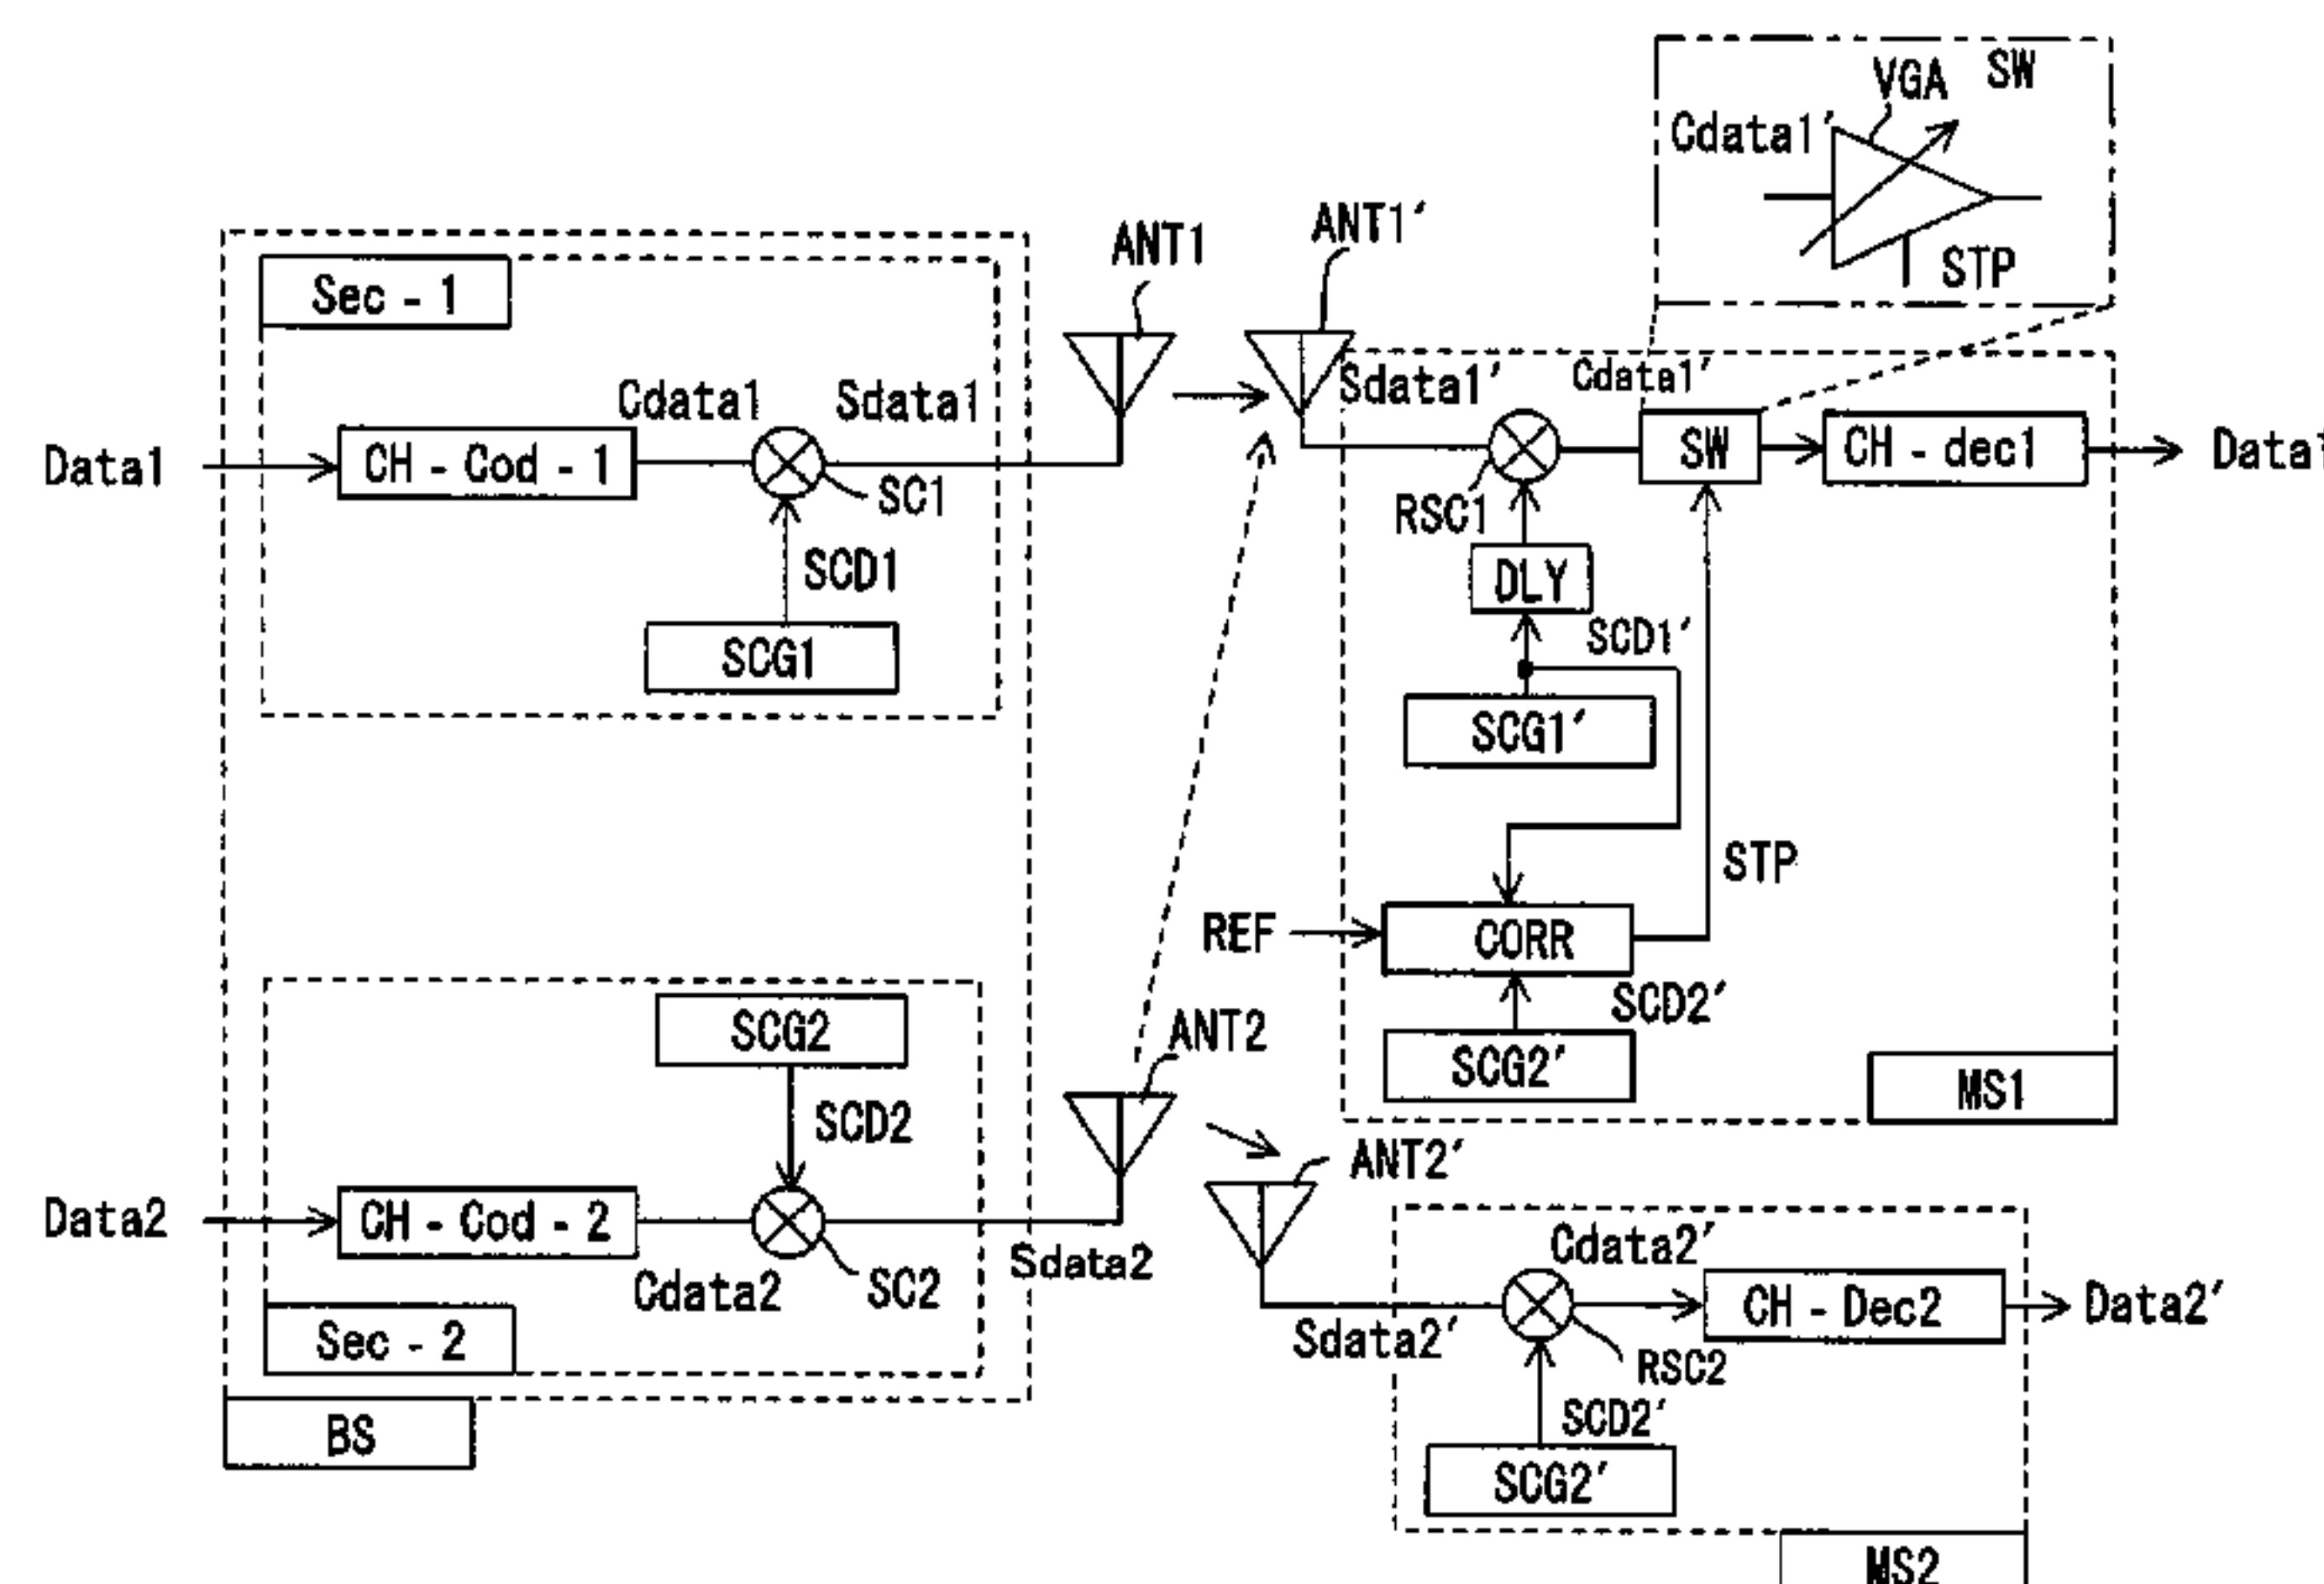 VGA
SW
Cdata1′
STP
ANT1
ANT1′
Sec - 1
Cdata1
Sdata1
Sdata1′
Cdata1′
Data1
CH - Cod - 1
SC1
RSC1
SW
CH - dec1
Data1
SCD1
DLY
SCD1′
SCG1
SCG1′
STP
REF
CORR
SCD2′
SCG2′
MS1
SCG2
SCD2
ANT2
ANT2′
Data2
CH - Cod - 2
Cdata2
SC2
Sdata2
Sec - 2
BS
Sdata2′
Cdata2′
CH - Dec2
Data2′
RSC2
SCD2′
SCG2′
MS2